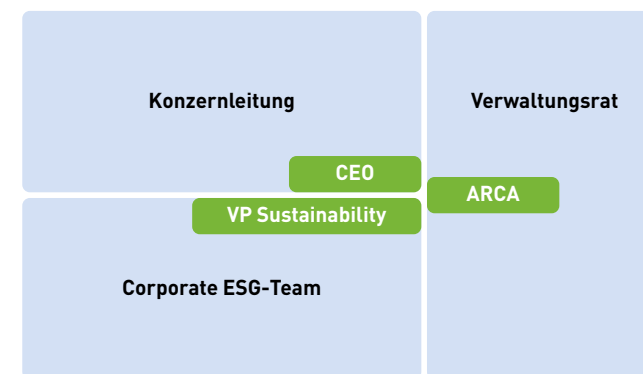 Konzernleitung
Verwaltungsrat
CEO
ARCA
VP Sustainability
Corporate ESG-Team